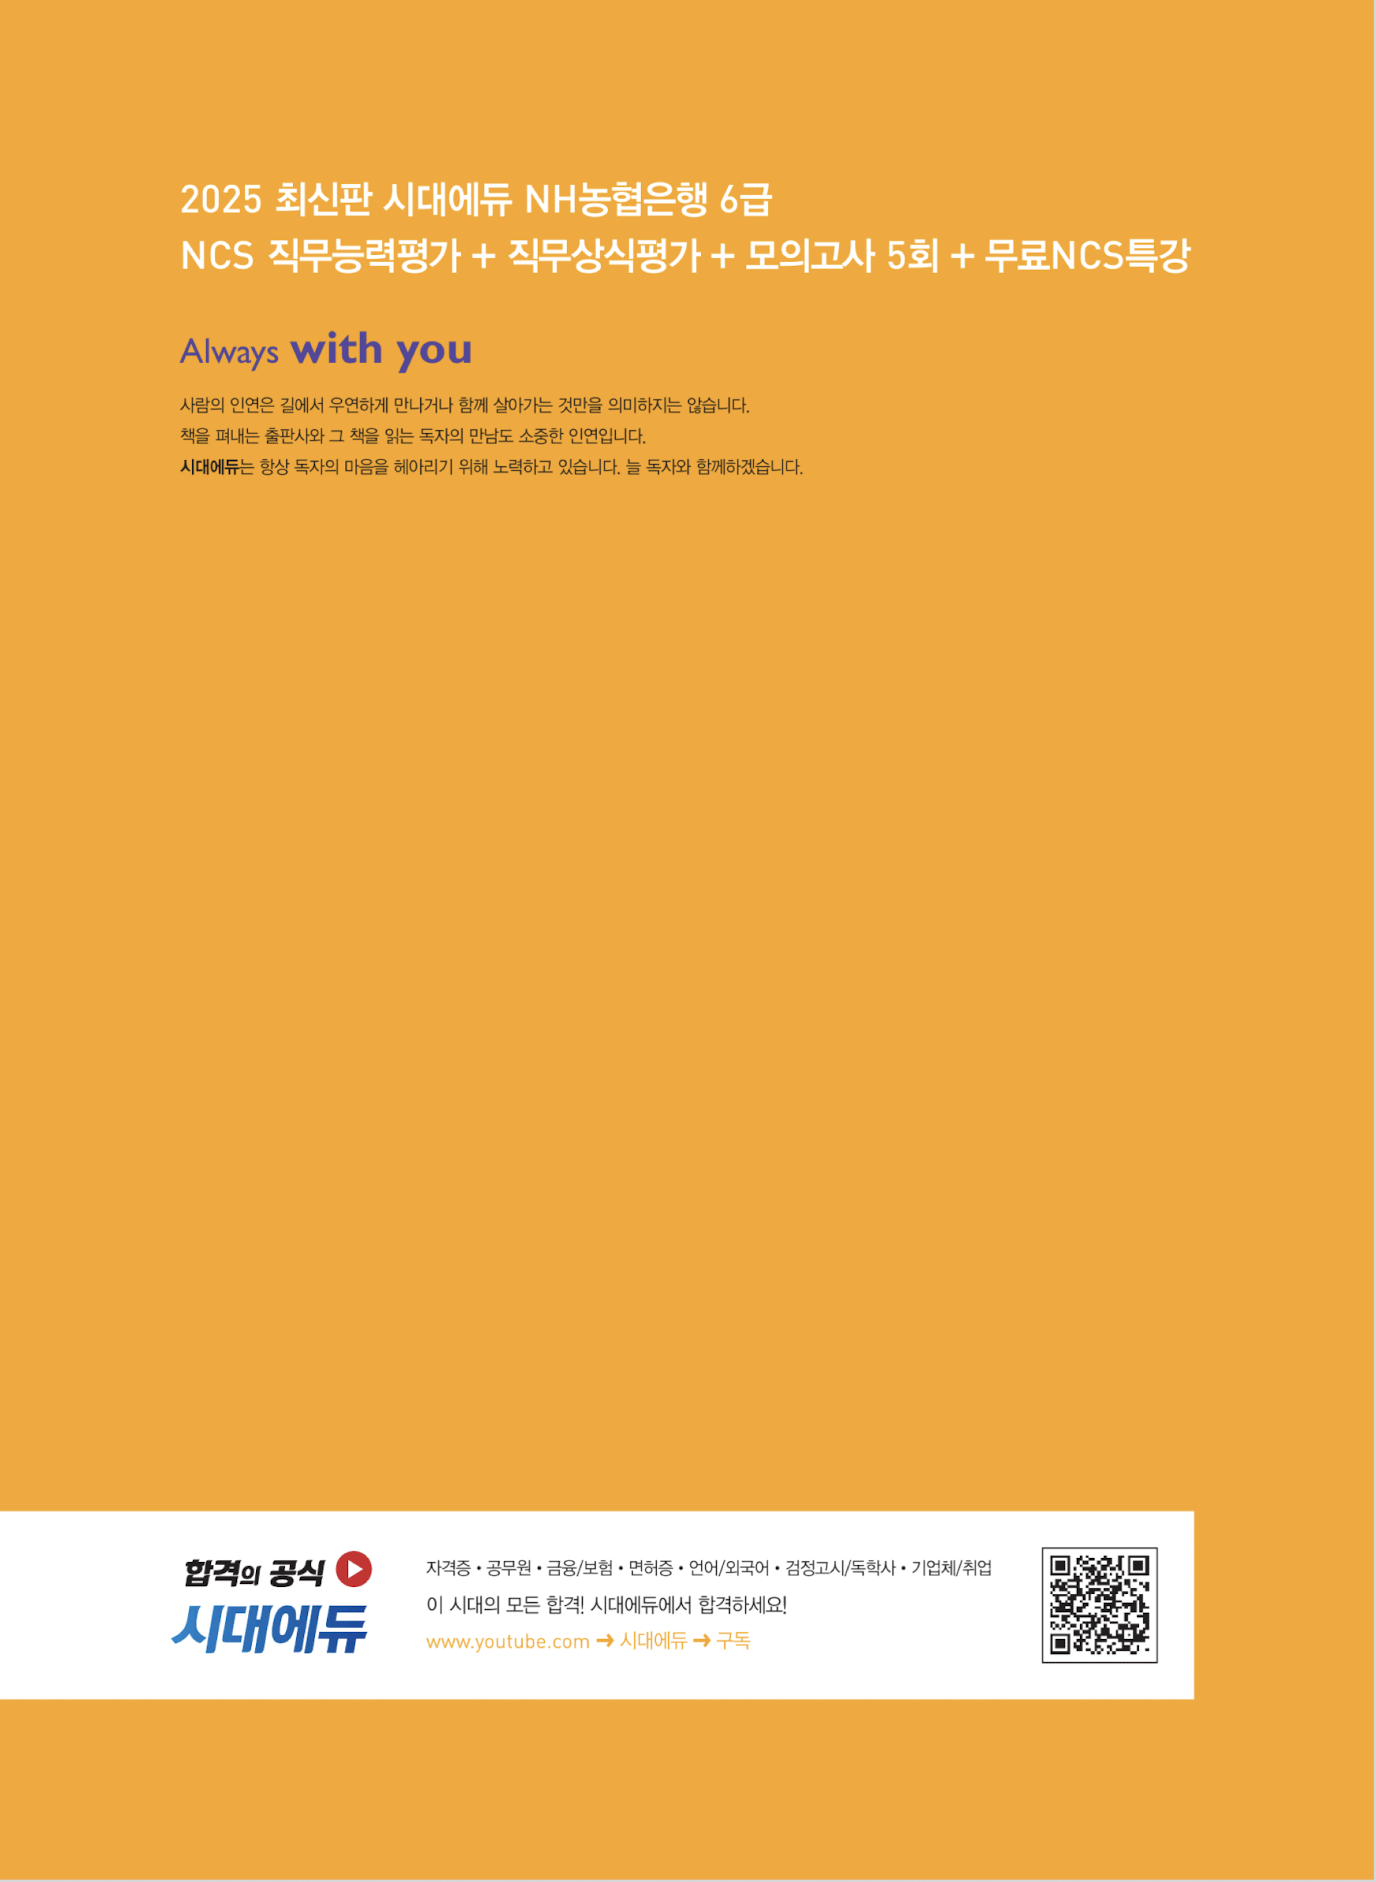 2025 최신판 시대에듀 NH농협은행 6급
NCS 직무능력평가 + 직무상식평가 + 모의고사 5회 + 무료NCS특강
Always with you
사람의 인연은 길에서 우연하게 만나거나 함께 살아가는 것만을 의미하지는 않습니다.
책을 펴내는 출판사와 그 책을 읽는 독자의 만남도 소중한 인연입니다.
시대에듀는 항상 독자의 마음을 헤아리기 위해 노력하고 있습니다. 늘 독자와 함께하겠습니다.
합격의 공식
시대에듀
자격증 • 공무원 • 금융/보험 • 면허증 • 언어/외국어 • 검정고시/독학사 • 기업체/취업
이 시대의 모든 합격! 시대에듀에서 합격하세요!
www.youtube.com ➜ 시대에듀 ➜ 구독